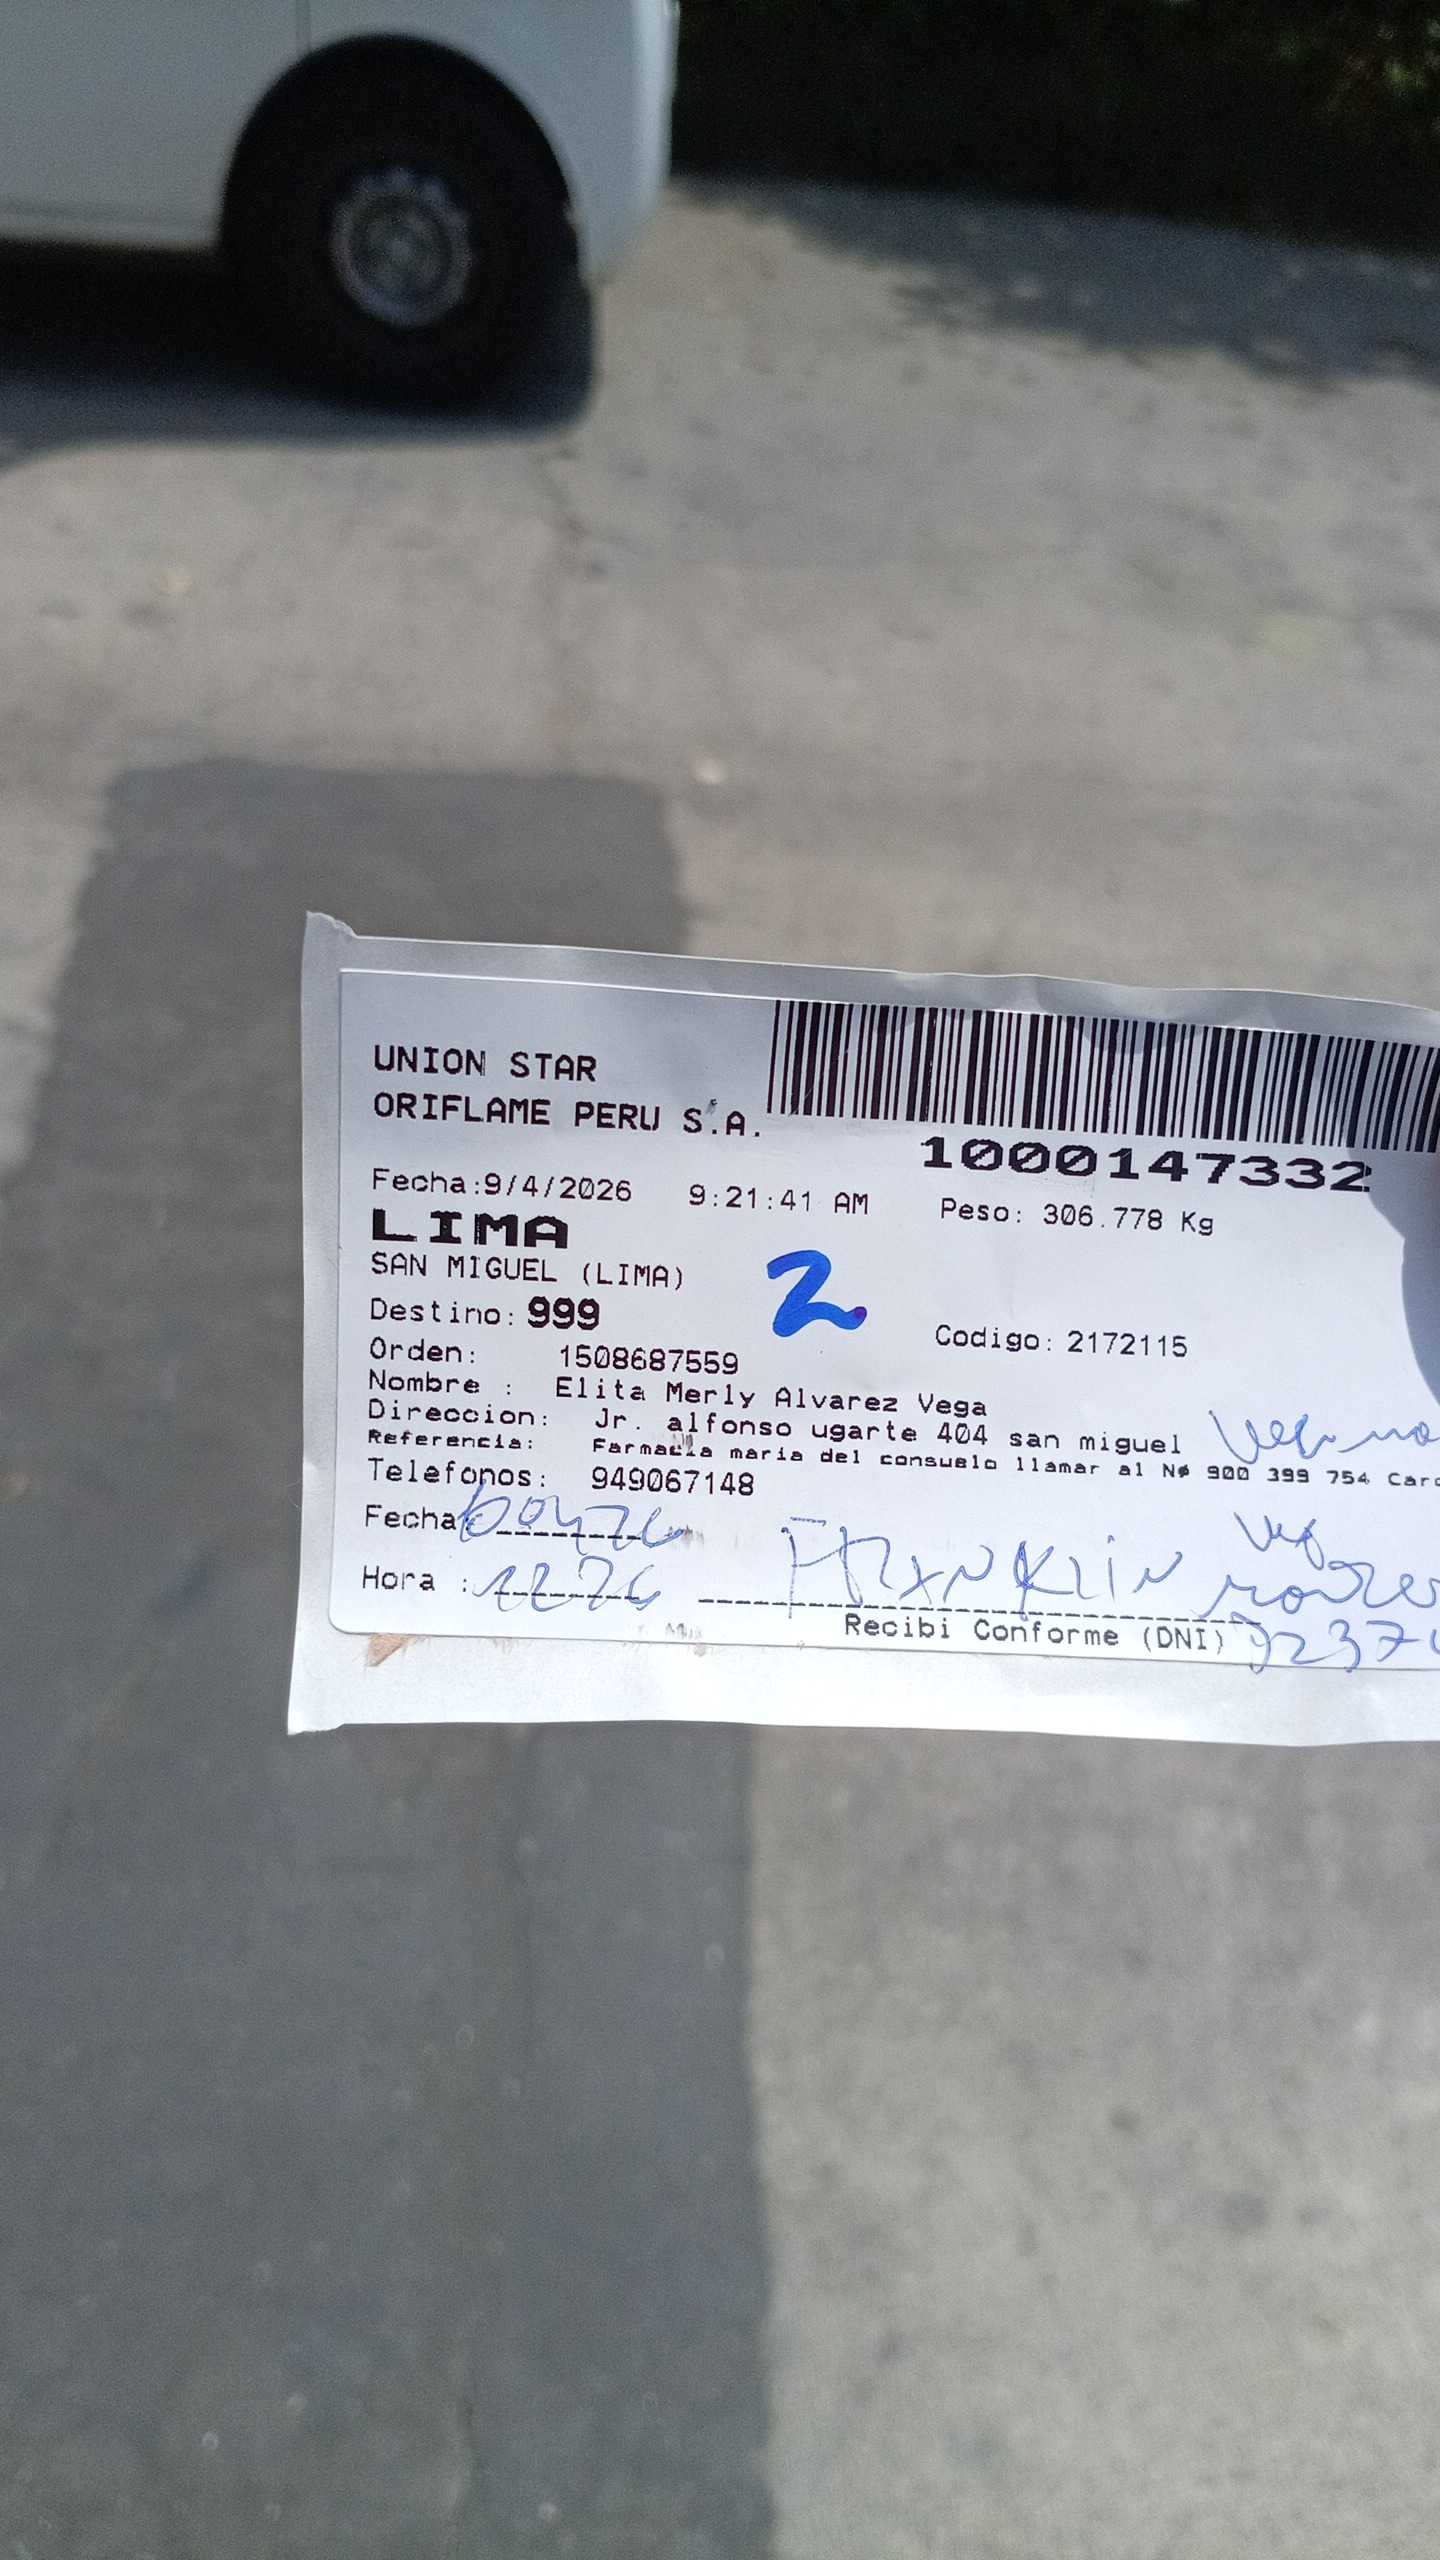 UNION STAR
ORIFLAME PERU S.A.
1000147332
Fecha:9/4/2026 9:21:41 AM Peso: 306.778 Kg
LIMA
SAN MIGUEL (LIMA)
2
Destino: 999
Codigo: 2172115
Orden: 1508687559
Nombre : Elita Merly Alvarez Vega
Direccion: Jr. alfonso ugarte 404 san miguel
Referencia: Farmacia maria del consuelo llamar al Nø 900 399 754 Caro
Telefonos: 949067148
Fecha:
Hora :
FRANKLIN
Recibi Conforme (DNI)